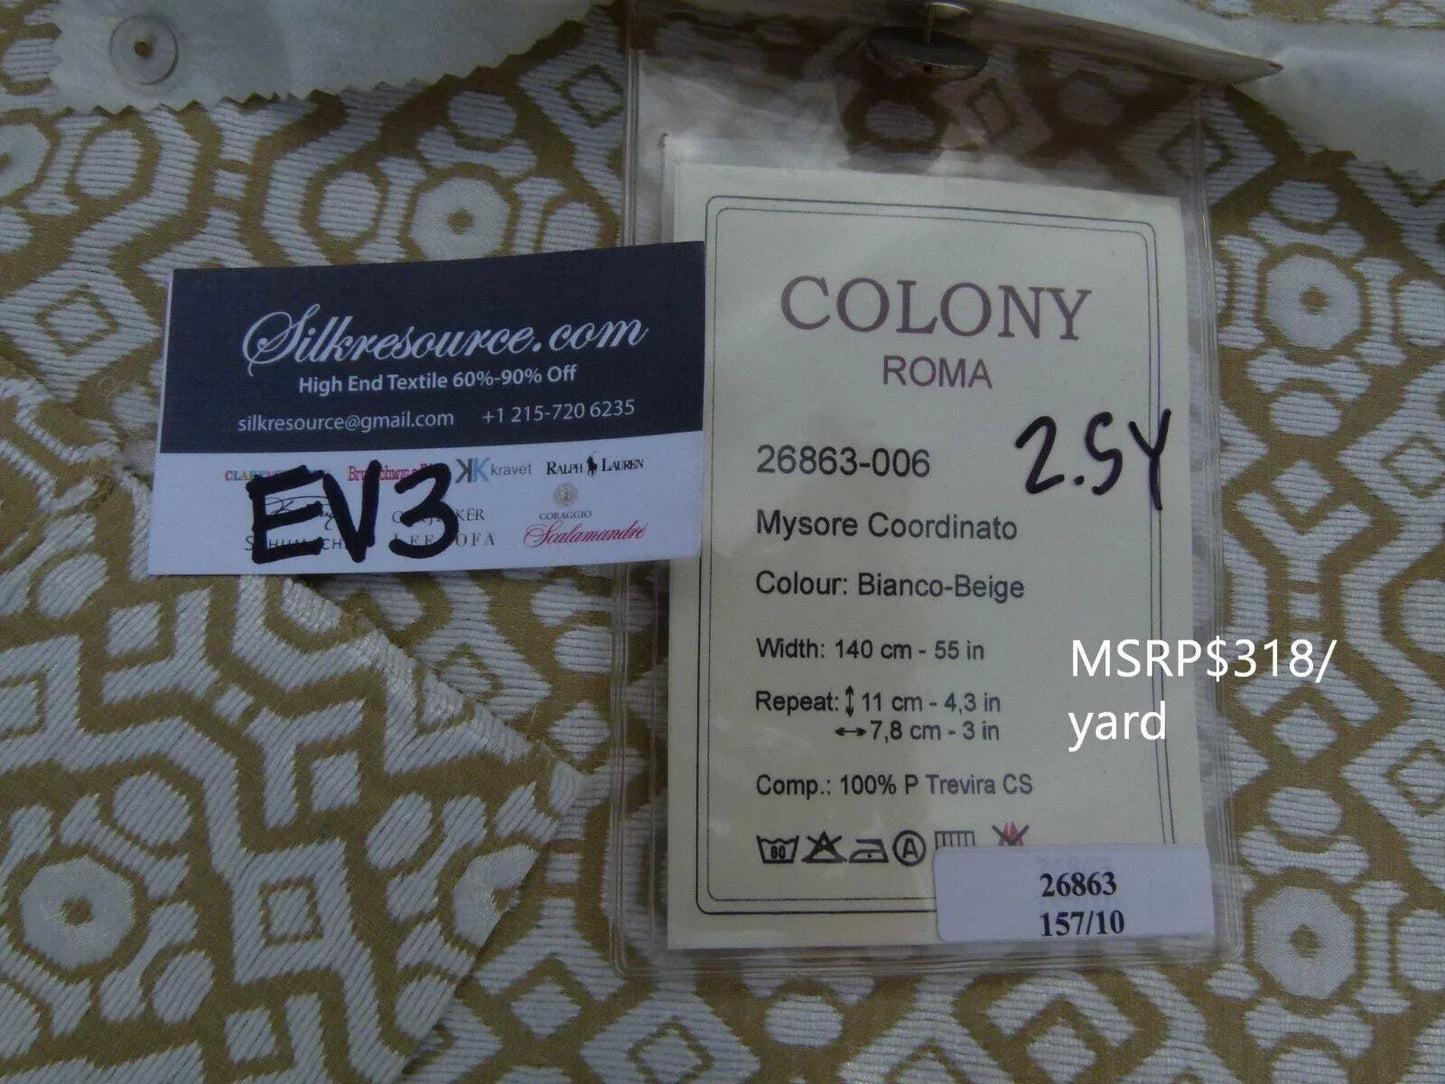 Silkresource.com
High End Textile 60%-90% Off
silkresource@gmail.com +1 215-720 6235
kravet RALPH LAUREN
EV3
CORAGGIO
Scalamandré
COLONY
ROMA
26863-006
2.5Y
Mysore Coordinato
Colour: Bianco-Beige
Width: 140 cm - 55 in
Repeat: 11 cm - 4,3 in
7,8 cm - 3 in
MSRP$318/
yard
Comp.: 100% P Trevira CS
60 A
26863
157/10